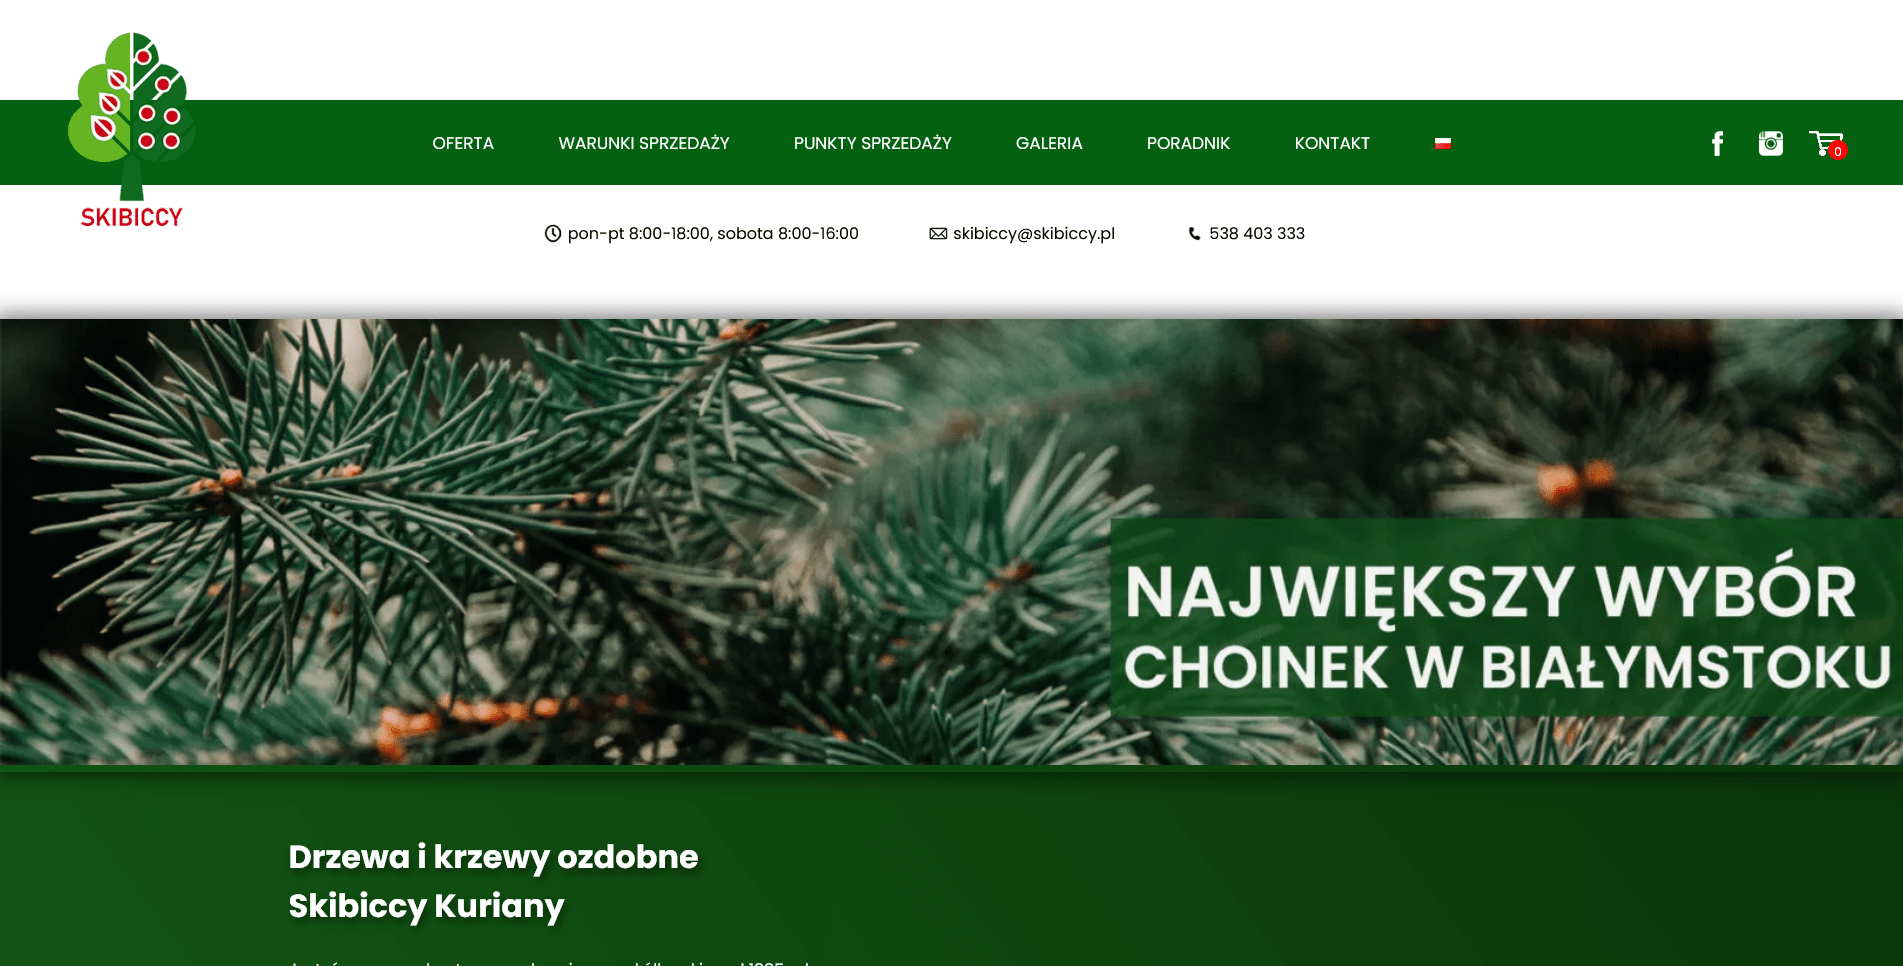 OFERTA WARUNKI SPRZEDAŻY PUNKTY SPRZEDAŻY GALERIA PORADNIK KONTAKT
0
SKIBICCY
pon-pt 8:00-18:00, sobota 8:00-16:00 skibiccy@skibiccy.pl 538 403 333
NAJWIĘKSZY WYBÓR
CHOINEK W BIAŁYMSTOKU
Drzewa i krzewy ozdobne
Skibiccy Kuriany